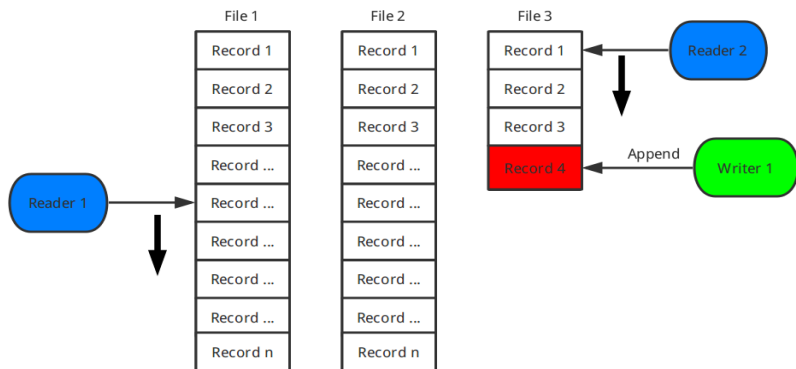 File 1
Record 1
Record 2
Record 3
Record ...
Record ...
Record ...
Record ...
Record ...
Record n
File 2
Record 1
Record 2
Record 3
Record ...
Record ...
Record ...
Record ...
Record ...
Record n
File 3
Record 1
Record 2
Record 3
Record 4
Reader 1
Reader 2
Append
Writer 1